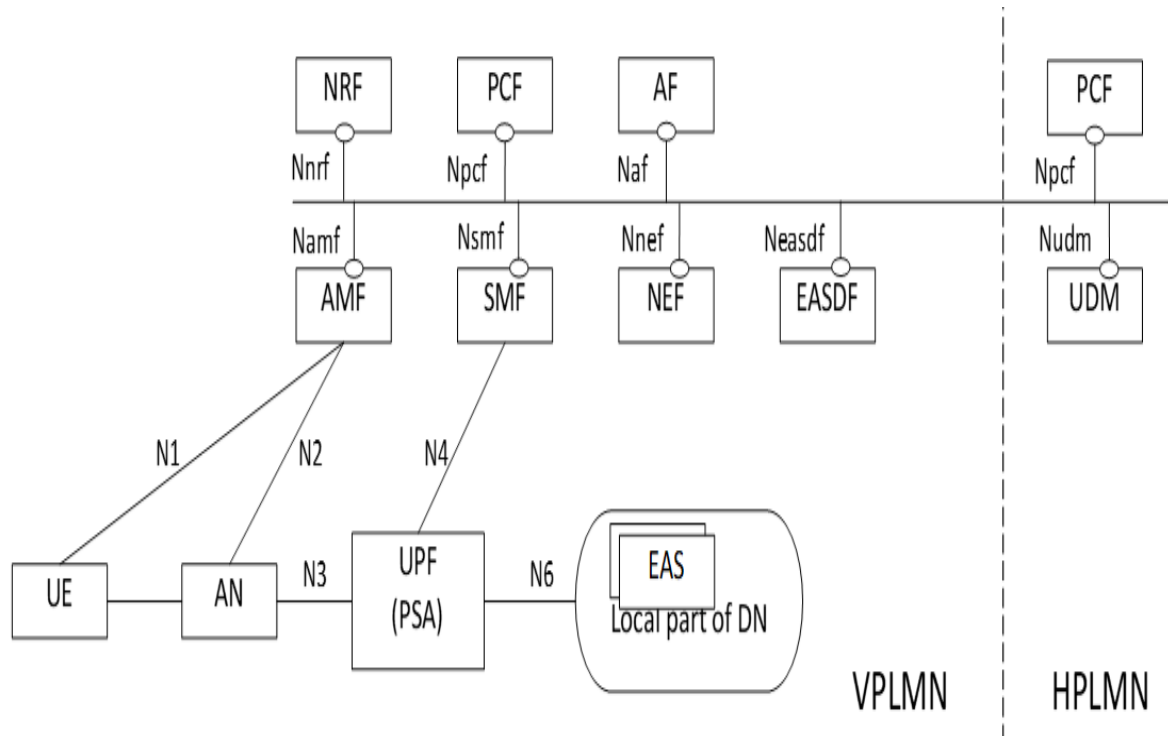 NRF
PCF
AF
PCF
Nnrf
Npcf
Naf
Npcf
Namf
Nsmf
Nnef
Neasdf
Nudm
AMF
SMF
NEF
EASDF
UDM
N1
N2
N4
UE
AN
N3
UPF
(PSA)
N6
EAS
Local part of DN
VPLMN
HPLMN